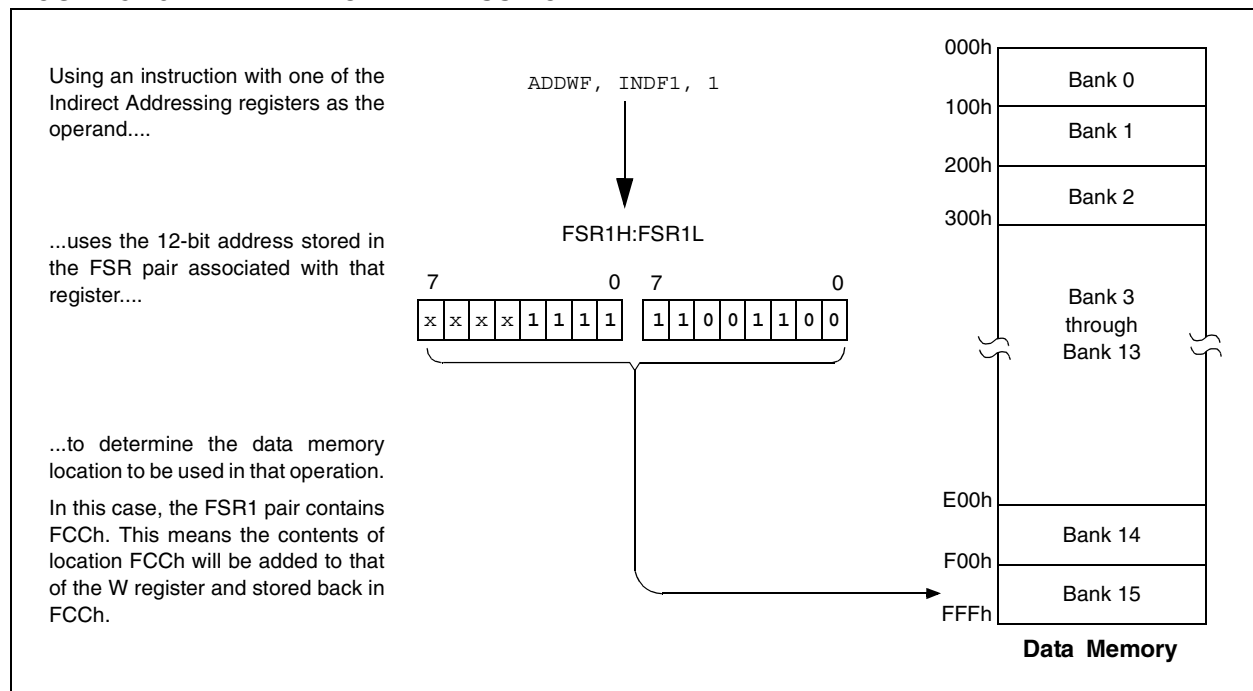 Using an instruction with one of the
Indirect Addressing registers as the
operand....
ADDWF, INDF1, 1
...uses the 12-bit address stored in
the FSR pair associated with that
register....
FSR1H:FSR1L
7 0 7 0
x x x x 1 1 1 1 1 1 0 0 1 1 0 0
...to determine the data memory
location to be used in that operation.
In this case, the FSR1 pair contains
FCCh. This means the contents of
location FCCh will be added to that
of the W register and stored back in
FCCh.
000h
Bank 0
100h
Bank 1
200h
Bank 2
300h
Bank 3
through
Bank 13
E00h
Bank 14
F00h
Bank 15
FFFh
Data Memory